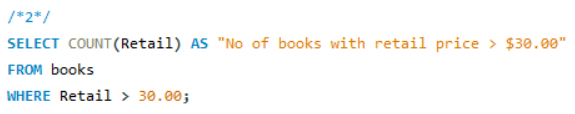 /*2*/
SELECT COUNT(Retail) AS "No of books with retail price > $30.00"
FROM books
WHERE Retail > 30.00;